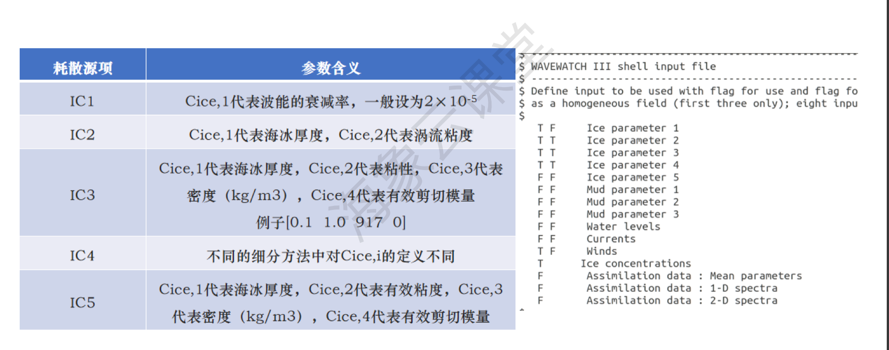 耗散源项 参数含义
IC1 Cice,1代表波能的衰减率，一般设为2×10-5
IC2 Cice,1代表海冰厚度，Cice,2代表涡流粘度
IC3 Cice,1代表海冰厚度，Cice,2代表粘性，Cice,3代表
密度（kg/m3），Cice,4代表有效剪切模量
例子[0.1 1.0 917 0]
IC4 不同的细分方法中对Cice,i的定义不同
IC5 Cice,1代表海冰厚度，Cice,2代表有效粘度，Cice,3
代表密度（kg/m3），Cice,4代表有效剪切模量
海象云课堂
$ -----------------------------------------------------
$ WAVEWATCH III shell input file
$ -----------------------------------------------------
$ Define input to be used with flag for use and flag fo
$ as a homogeneous field (first three only); eight inpu
$
T F Ice parameter 1
T T Ice parameter 2
T T Ice parameter 3
T T Ice parameter 4
F F Ice parameter 5
F F Mud parameter 1
F F Mud parameter 2
F F Mud parameter 3
F F Water levels
F F Currents
T F Winds
T Ice concentrations
F Assimilation data : Mean parameters
F Assimilation data : 1-D spectra
F Assimilation data : 2-D spectra